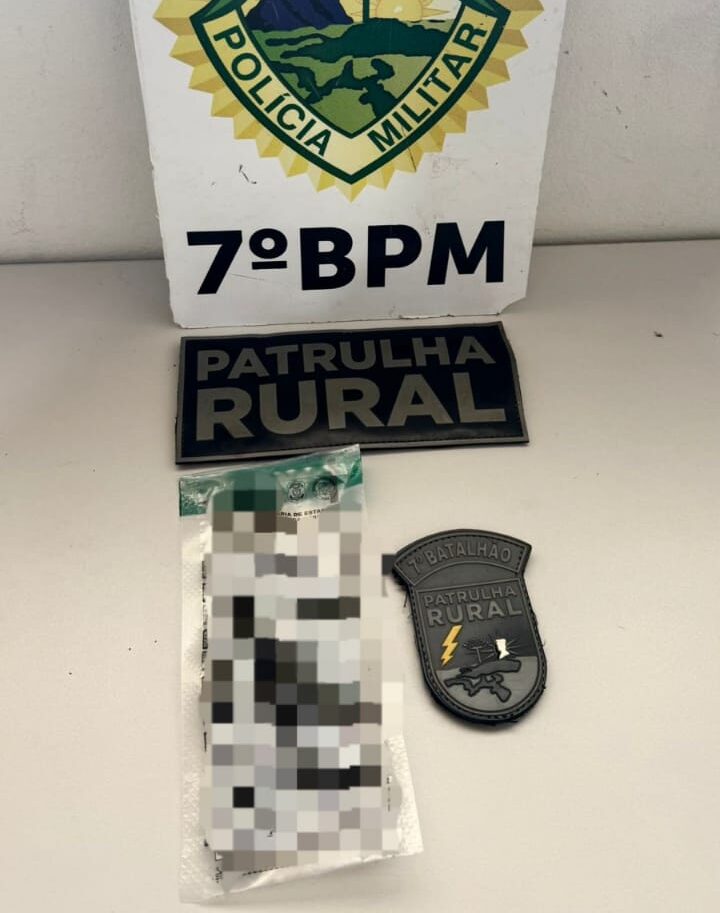 POLÍCIA MILITAR
7ºBPM
PATRULHA
RURAL
7º BATALHÃO
PATRULHA
RURAL